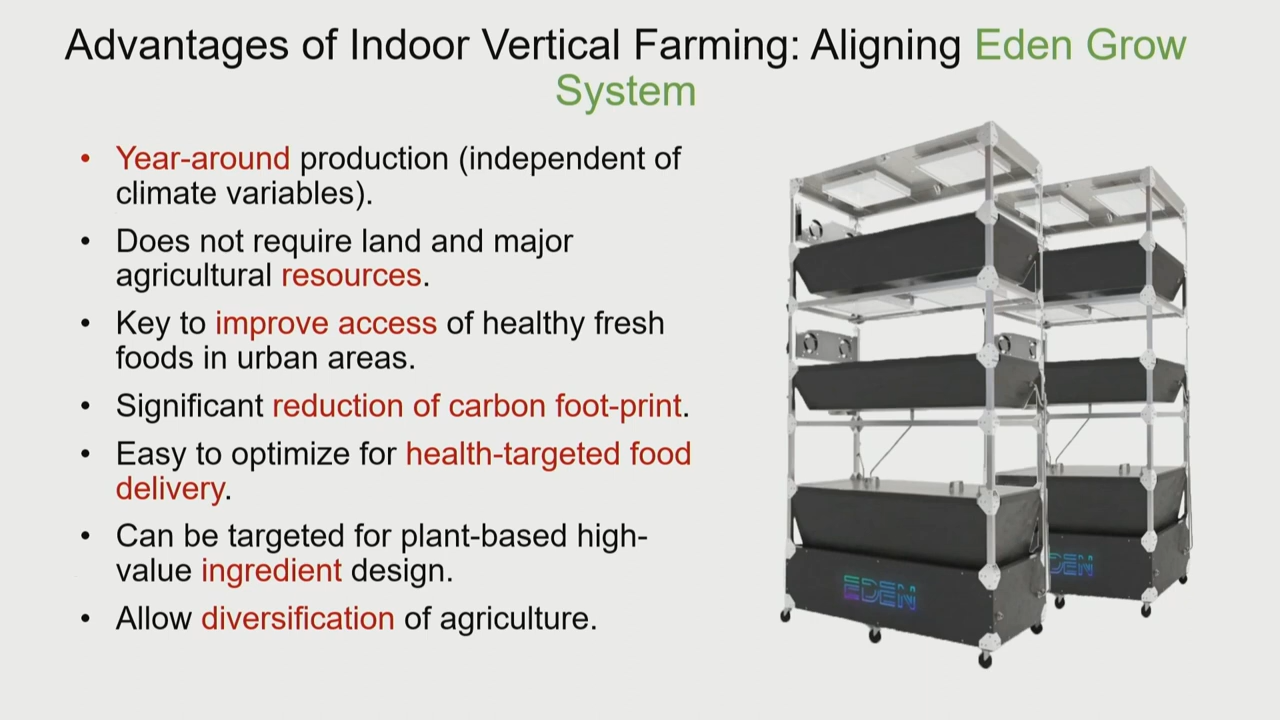 Advantages of Indoor Vertical Farming: Aligning Eden Grow
System
• Year-around production (independent of
climate variables).
• Does not require land and major
agricultural resources.
• Key to improve access of healthy fresh
foods in urban areas.
• Significant reduction of carbon foot-print.
• Easy to optimize for health-targeted food
delivery.
• Can be targeted for plant-based high-
value ingredient design.
• Allow diversification of agriculture.
EDEN
EDEN